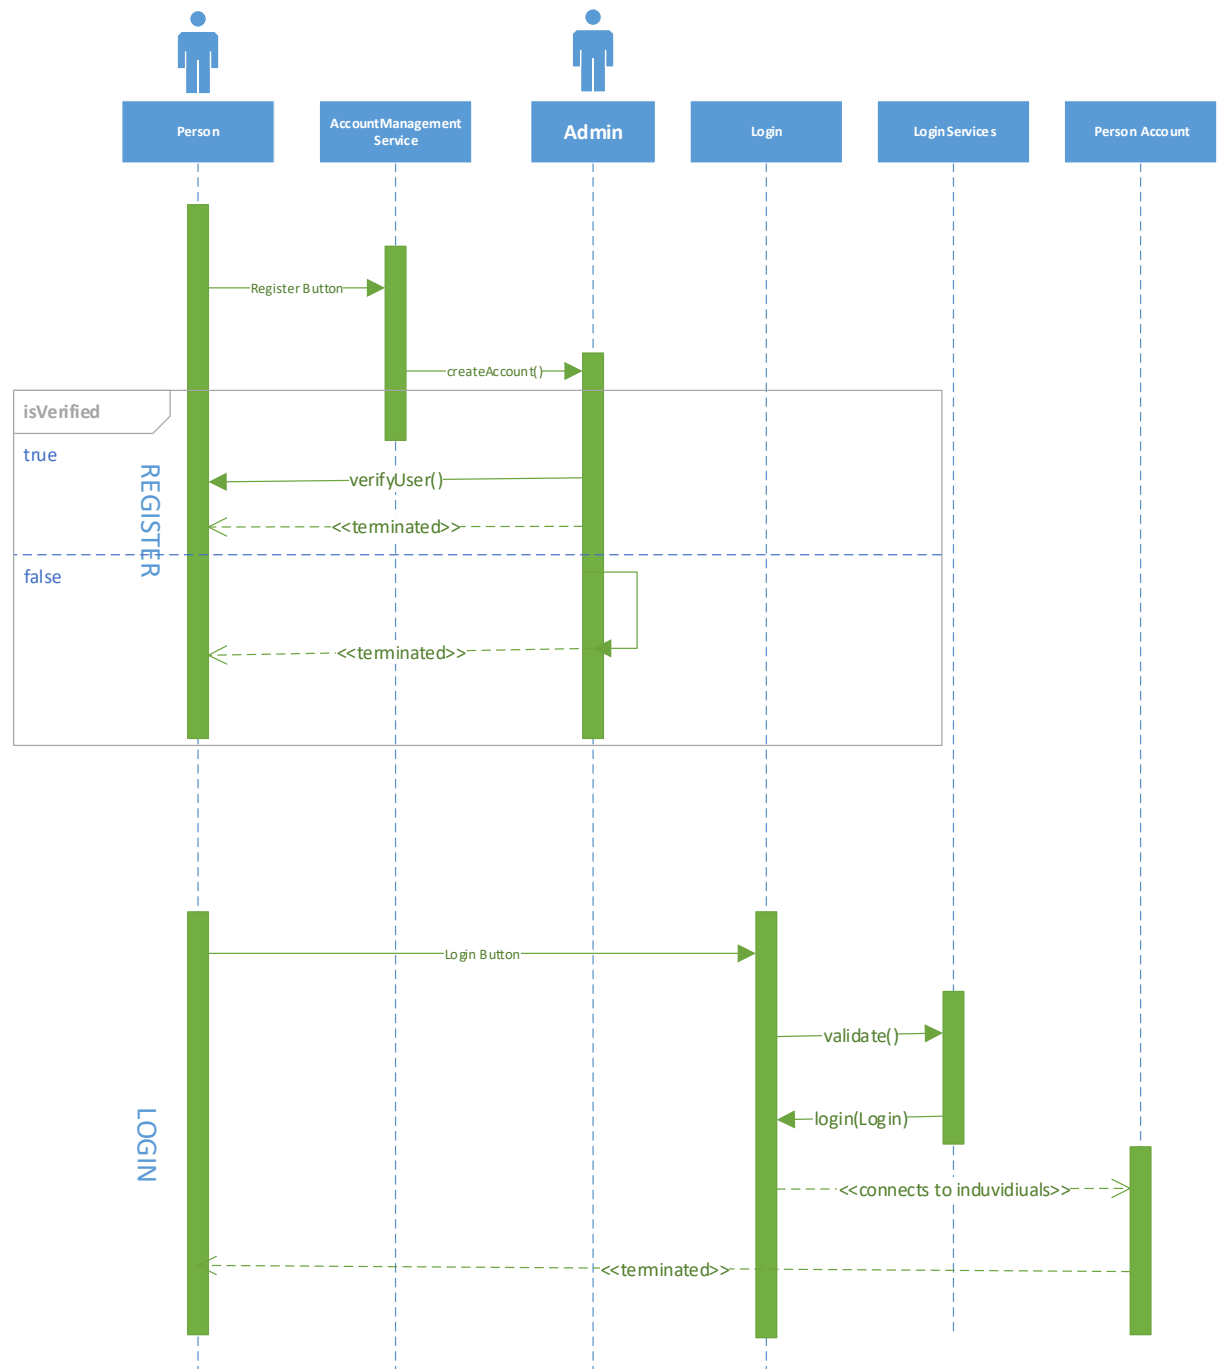 Person
AccountManagement
Service
Admin
Login
LoginServices
Person Account
Register Button
createAccount()
isVerified
true
REGISTER
verifyUser()
<<terminated>>
false
<<terminated>>
Login Button
validate()
LOGIN
login(Login)
<<connects to induvidiuals>>
<<terminated>>